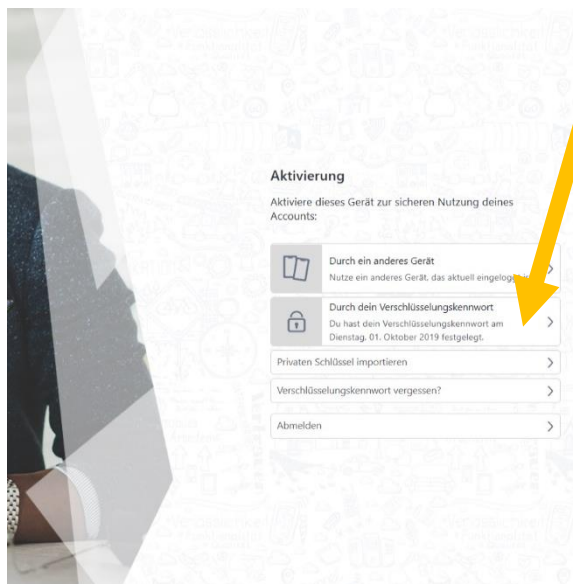 Aktivierung
Aktiviere dieses Gerät zur sicheren Nutzung deines
Accounts:
Durch ein anderes Gerät
Nutze ein anderes Gerät, das aktuell
Durch dein Verschlüsselungskennwort
Du hast dein Verschlüsselungskennwort am
Dienstag, 01. Oktober 2019 festgelegt.
Privaten Schlüssel importieren
Verschlüsselungskennwort vergessen?
Abmelden